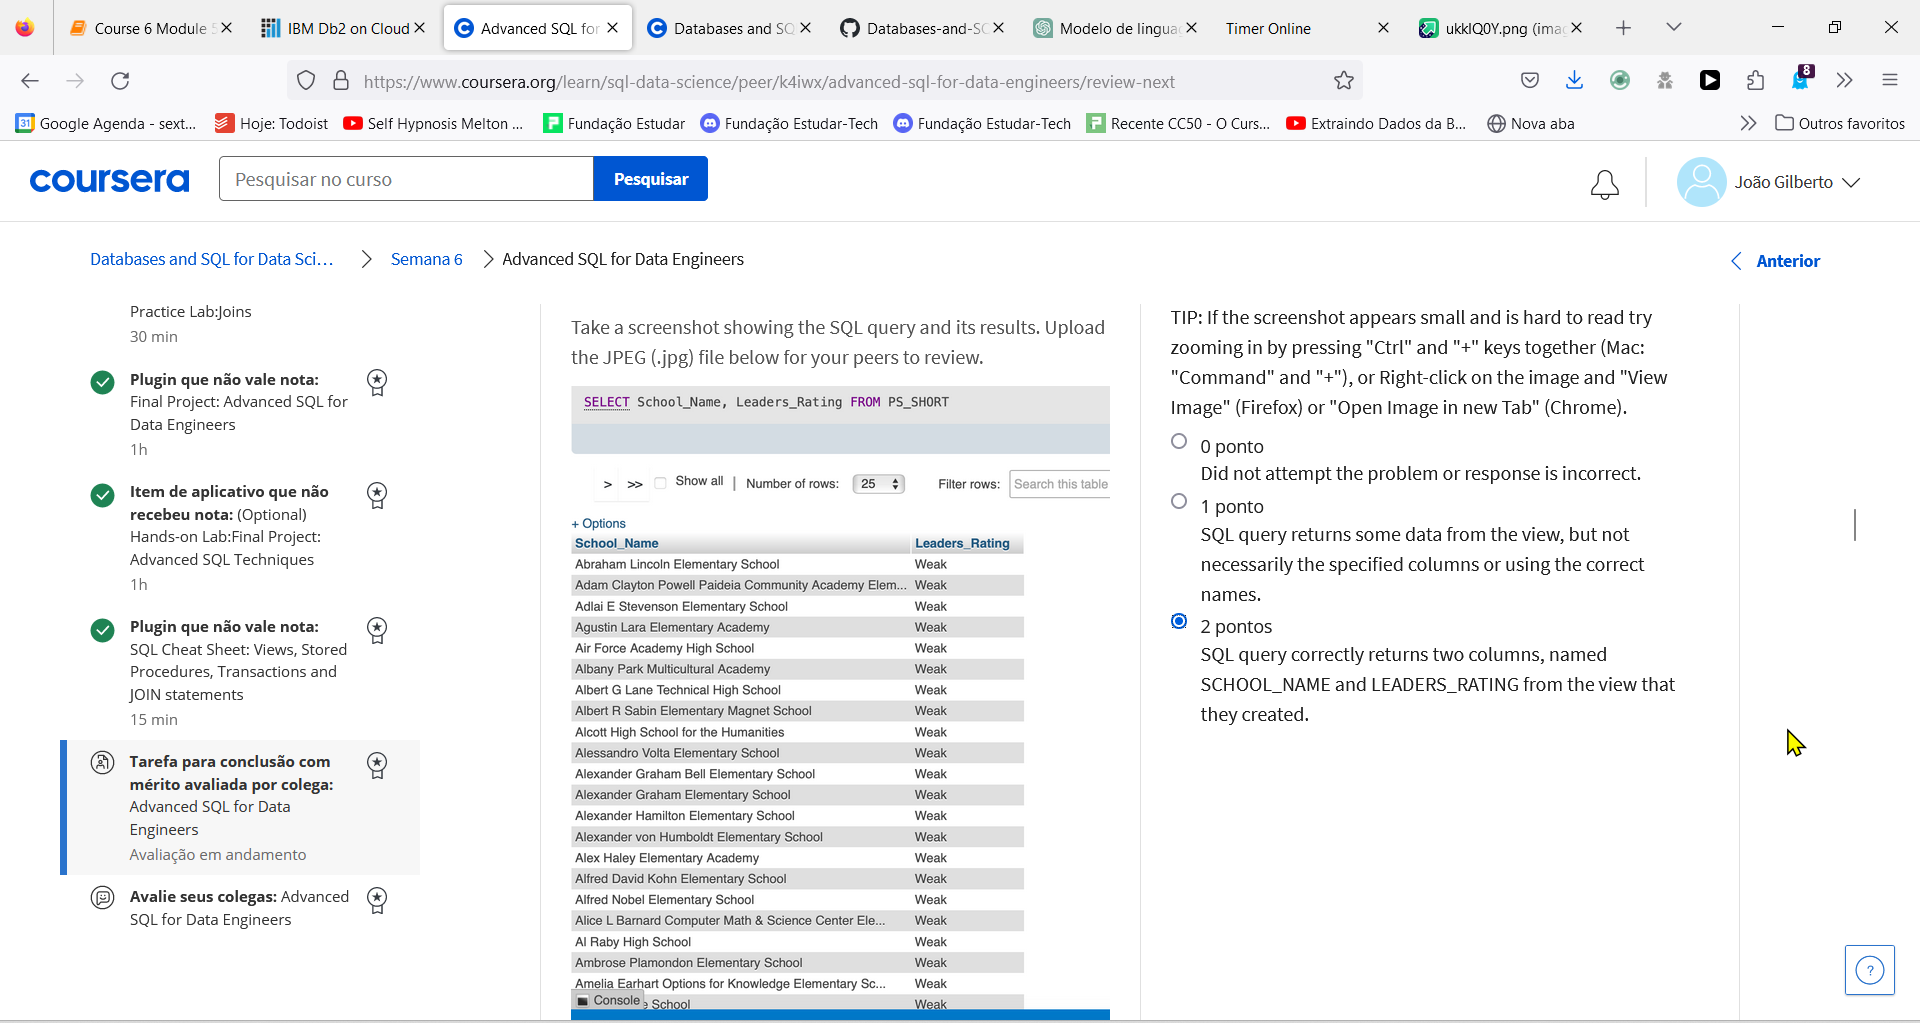 Course 6 Module 5
IBM Db2 on Cloud
Advanced SQL for
Databases and SQ
Databases-and-SQ
Modelo de lingua
Timer Online
ukkIQ0Y.png (ima
https://www.coursera.org/learn/sql-data-science/peer/k4iwx/advanced-sql-for-data-engineers/review-next
8
31 Google Agenda - sext...
Hoje: Todoist
Self Hypnosis Melton ...
Fundação Estudar
Fundação Estudar-Tech
Fundação Estudar-Tech
Recente CC50 - O Curs...
Extraindo Dados da B...
Nova aba
Outros favoritos
coursera
Pesquisar no curso
Pesquisar
João Gilberto
Databases and SQL for Data Sci...
Semana 6
Advanced SQL for Data Engineers
Anterior
Practice Lab:Joins
30 min
Plugin que não vale nota:
Final Project: Advanced SQL for
Data Engineers
1h
Item de aplicativo que não
recebeu nota: (Optional)
Hands-on Lab:Final Project:
Advanced SQL Techniques
1h
Plugin que não vale nota:
SQL Cheat Sheet: Views, Stored
Procedures, Transactions and
JOIN statements
15 min
Tarefa para conclusão com
mérito avaliada por colega:
Advanced SQL for Data
Engineers
Avaliação em andamento
Avalie seus colegas: Advanced
SQL for Data Engineers
Take a screenshot showing the SQL query and its results. Upload
the JPEG (.jpg) file below for your peers to review.
SELECT School_Name, Leaders_Rating FROM PS_SHORT
> >> Show all | Number of rows: 25 Filter rows: Search this table
+ Options
School_Name Leaders_Rating
Abraham Lincoln Elementary School Weak
Adam Clayton Powell Paideia Community Academy Elem... Weak
Adlai E Stevenson Elementary School Weak
Agustin Lara Elementary Academy Weak
Air Force Academy High School Weak
Albany Park Multicultural Academy Weak
Albert G Lane Technical High School Weak
Albert R Sabin Elementary Magnet School Weak
Alcott High School for the Humanities Weak
Alessandro Volta Elementary School Weak
Alexander Graham Bell Elementary School Weak
Alexander Graham Elementary School Weak
Alexander Hamilton Elementary School Weak
Alexander von Humboldt Elementary School Weak
Alex Haley Elementary Academy Weak
Alfred David Kohn Elementary School Weak
Alfred Nobel Elementary School Weak
Alice L Barnard Computer Math & Science Center Ele... Weak
Al Raby High School Weak
Ambrose Plamondon Elementary School Weak
Amelia Earhart Options for Knowledge Elementary Sc... Weak
Console e School Weak
TIP: If the screenshot appears small and is hard to read try
zooming in by pressing "Ctrl" and "+" keys together (Mac:
"Command" and "+"), or Right-click on the image and "View
Image" (Firefox) or "Open Image in new Tab" (Chrome).
0 ponto
Did not attempt the problem or response is incorrect.
1 ponto
SQL query returns some data from the view, but not
necessarily the specified columns or using the correct
names.
2 pontos
SQL query correctly returns two columns, named
SCHOOL_NAME and LEADERS_RATING from the view that
they created.
?